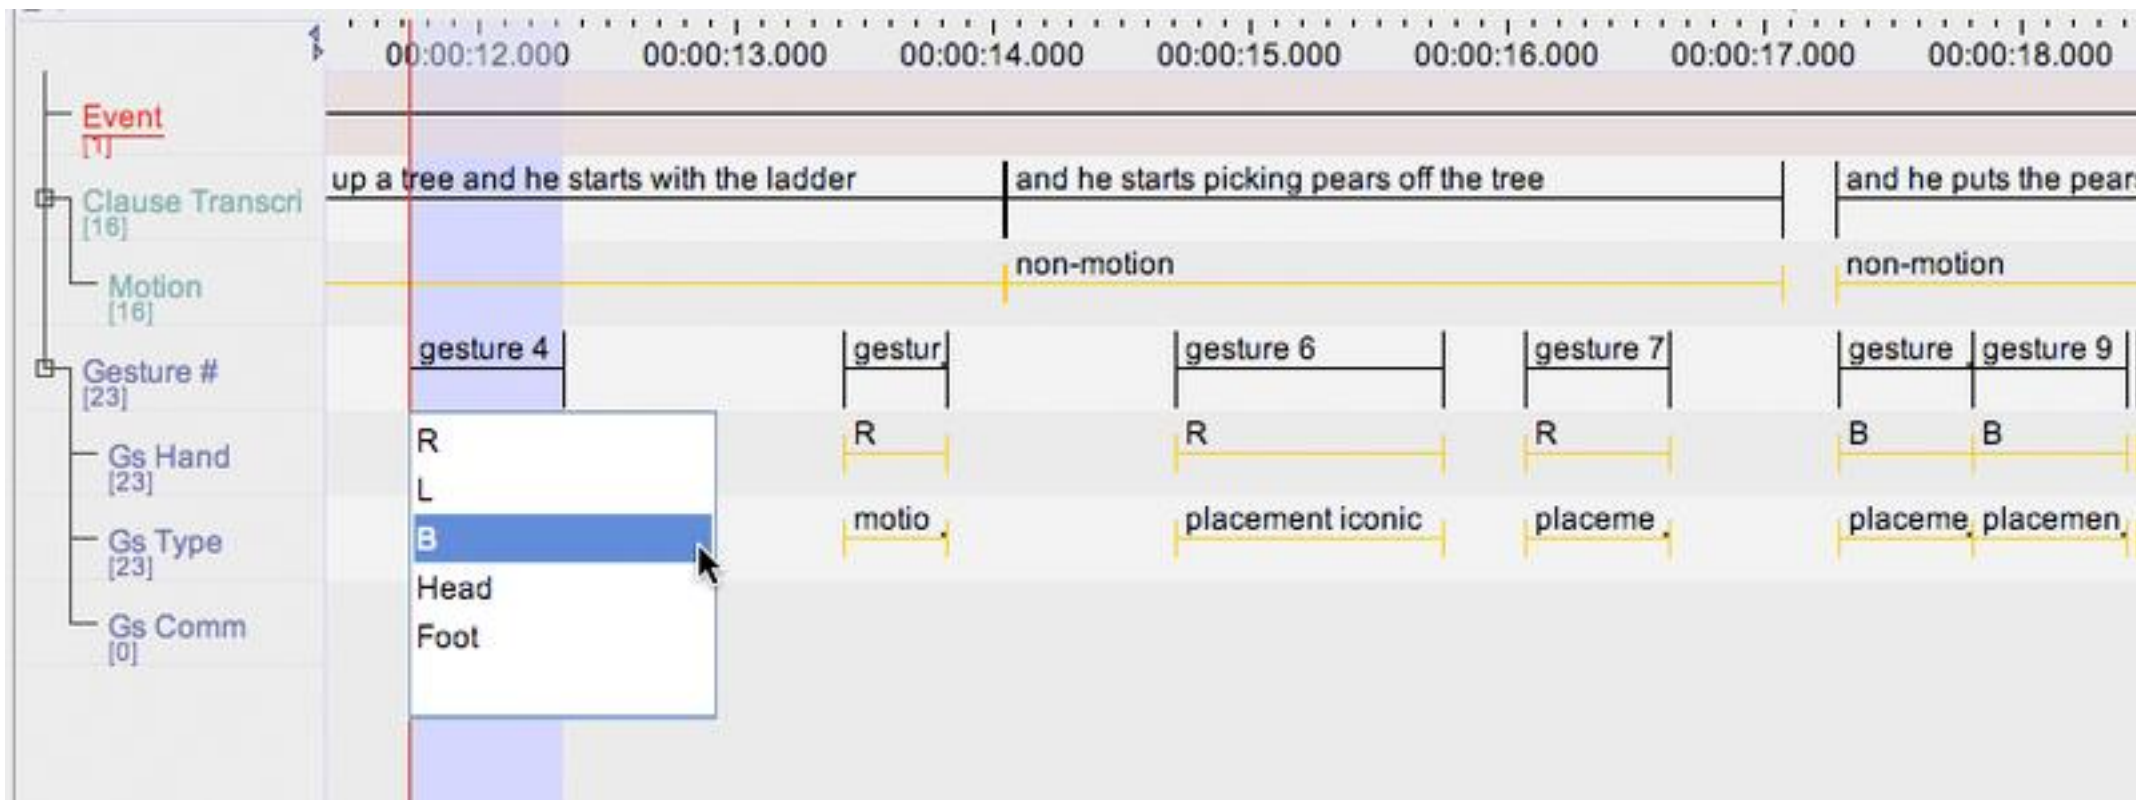 00:00:12.000 00:00:13.000 00:00:14.000 00:00:15.000 00:00:16.000 00:00:17.000 00:00:18.000
Event
[1]
up a tree and he starts with the ladder and he starts picking pears off the tree and he puts the pears
Clause Transcri
[16]
non-motion non-motion
Motion
[16]
gesture 4 gestur gesture 6 gesture 7 gesture gesture 9
Gesture #
[23]
R R R R B B
Gs Hand
[23]
L
B motio placement iconic placeme placeme placemen
Gs Type
[23]
Head
Gs Comm
[0]
Foot